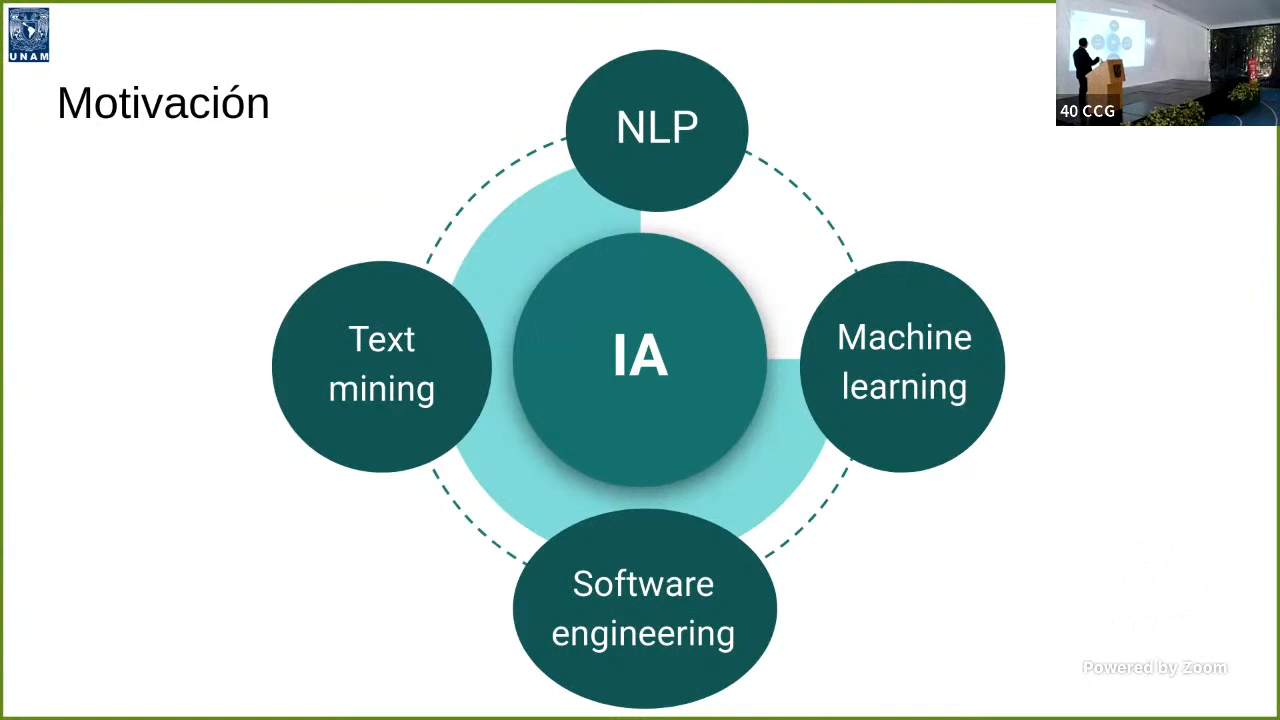 UNAM
Motivación
40 CCG
NLP
Text
mining
IA
Machine
learning
Software
engineering
Powered by Zoom